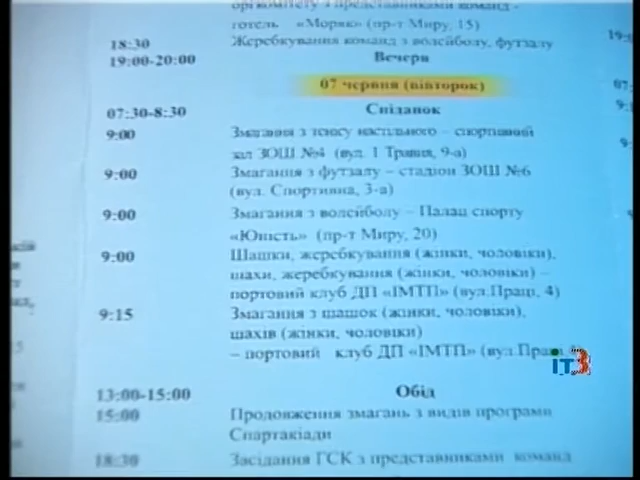 оргкомітету з представниками команд -
готель «Моряк» (пр-т Миру, 15)
18:30 Жеребкування команд з волейболу, футзалу
19:00-20:00 Вечеря
07 червня (вівторок)
07:30-8:30 Сніданок
9:00 Змагання з тенісу настільного – спортивний
зал ЗОШ №4 (вул. 1 Травня, 9-а)
9:00 Змагання з футзалу – стадіон ЗОШ №6
(вул. Спортивна, 3-а)
9:00 Змагання з волейболу – Палац спорту
«Юність» (пр-т Миру, 20)
9:00 Шашки, жеребкування (жінки, чоловіки),
шахи, жеребкування (жінки, чоловіки) –
портовий клуб ДП «ІМТП» (вул.Праці, 4)
9:15 Змагання з шашок (жінки, чоловіки),
шахів (жінки, чоловіки)
– портовий клуб ДП «ІМТП» (вул.Праці
іТ3
13:00-15:00 Обід
15:00 Продовження змагань з видів програми
Спартакіади
18:30 Засідання ГСК з представниками команд